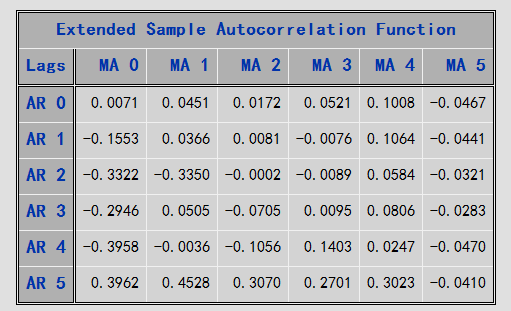 Extended Sample Autocorrelation Function
Lags MA 0 MA 1 MA 2 MA 3 MA 4 MA 5
AR 0 0.0071 0.0451 0.0172 0.0521 0.1008 -0.0467
AR 1 -0.1553 0.0366 0.0081 -0.0076 0.1064 -0.0441
AR 2 -0.3322 -0.3350 -0.0002 -0.0089 0.0584 -0.0321
AR 3 -0.2946 0.0505 -0.0705 0.0095 0.0806 -0.0283
AR 4 -0.3958 -0.0036 -0.1056 0.1403 0.0247 -0.0470
AR 5 0.3962 0.4528 0.3070 0.2701 0.3023 -0.0410